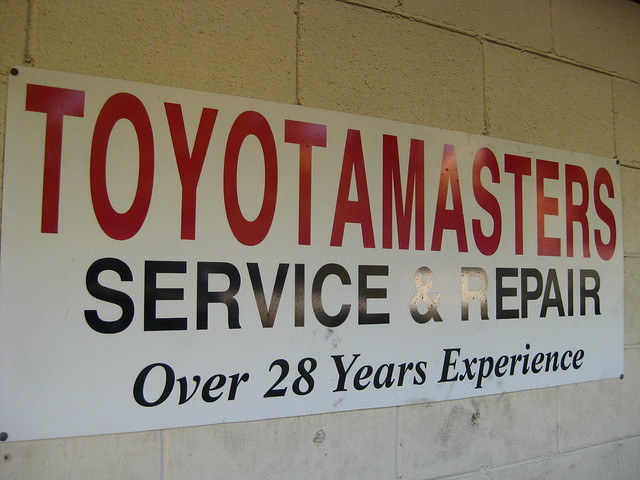 TOYOTAMASTERS
SERVICE & REPAIR
Over 28 Years Experience